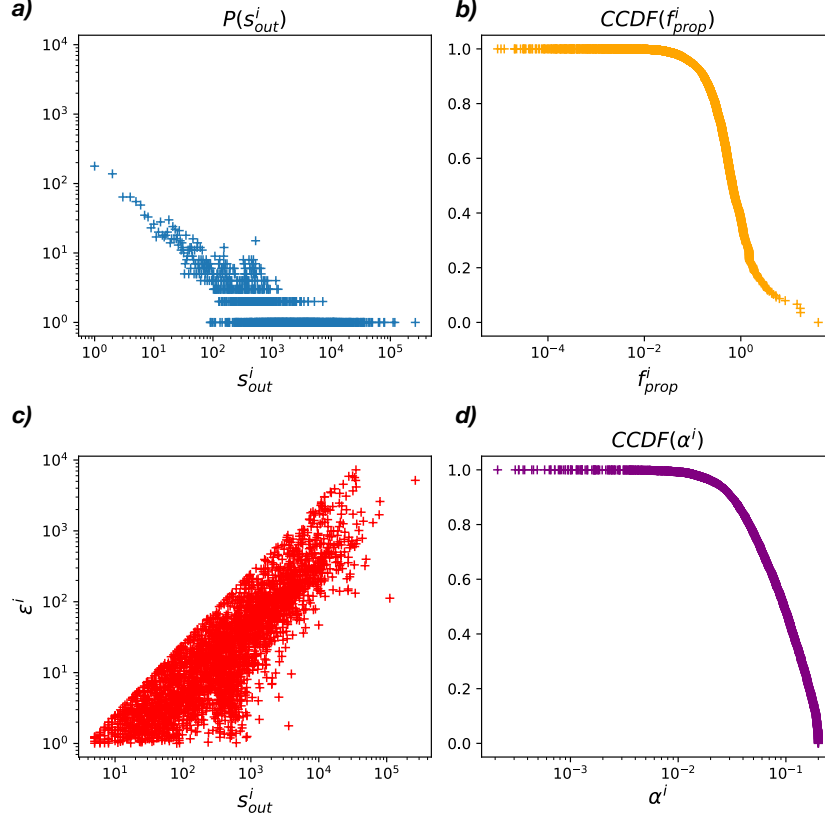 a)
P(s^i_out)
10^4
10^3
10^2
10^1
10^0
10^0 10^1 10^2 10^3 10^4 10^5
s^i_out
b)
CCDF(f^i_prop)
1.0
0.8
0.6
0.4
0.2
0.0
10^-4 10^-2 10^0
f^i_prop
c)
10^4
10^3
10^2
10^1
10^0
ε^i
10^1 10^2 10^3 10^4 10^5
s^i_out
d)
CCDF(α^i)
1.0
0.8
0.6
0.4
0.2
0.0
10^-3 10^-2 10^-1
α^i